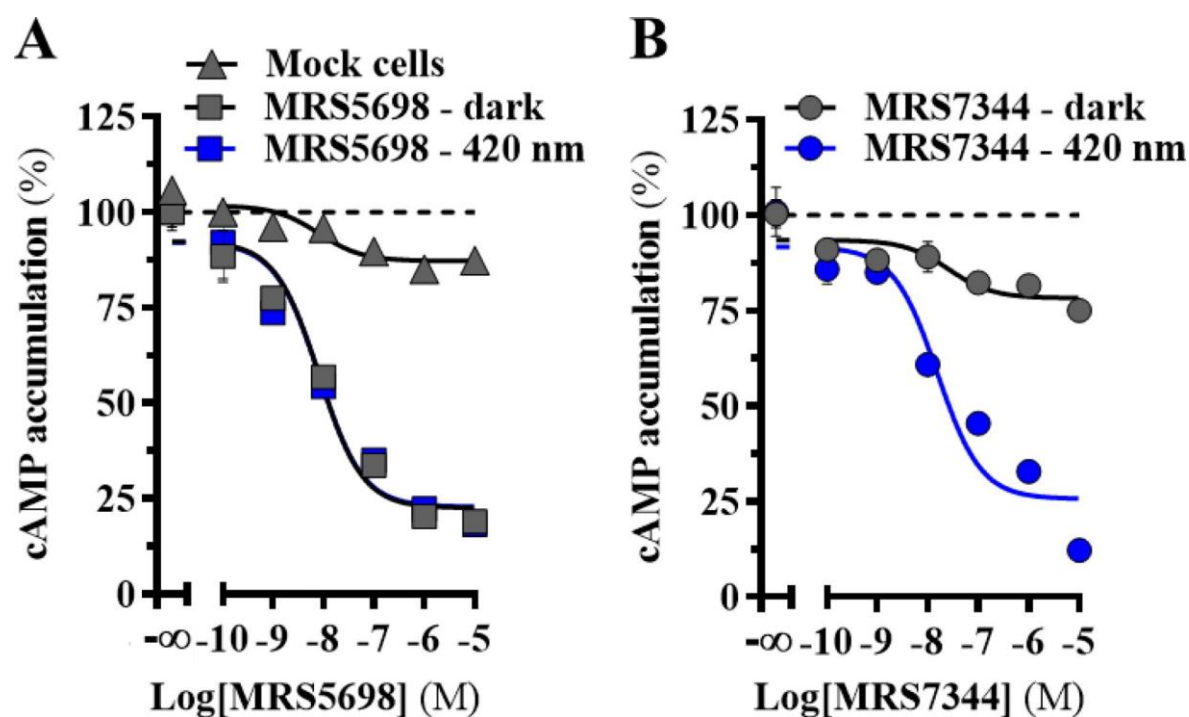 A
Mock cells
MRS5698 - dark
MRS5698 - 420 nm
125
100
75
50
25
0
cAMP accumulation (%)
-∞ -10 -9 -8 -7 -6 -5
Log[MRS5698] (M)
B
MRS7344 - dark
MRS7344 - 420 nm
125
100
75
50
25
0
cAMP accumulation (%)
-∞ -10 -9 -8 -7 -6 -5
Log[MRS7344] (M)